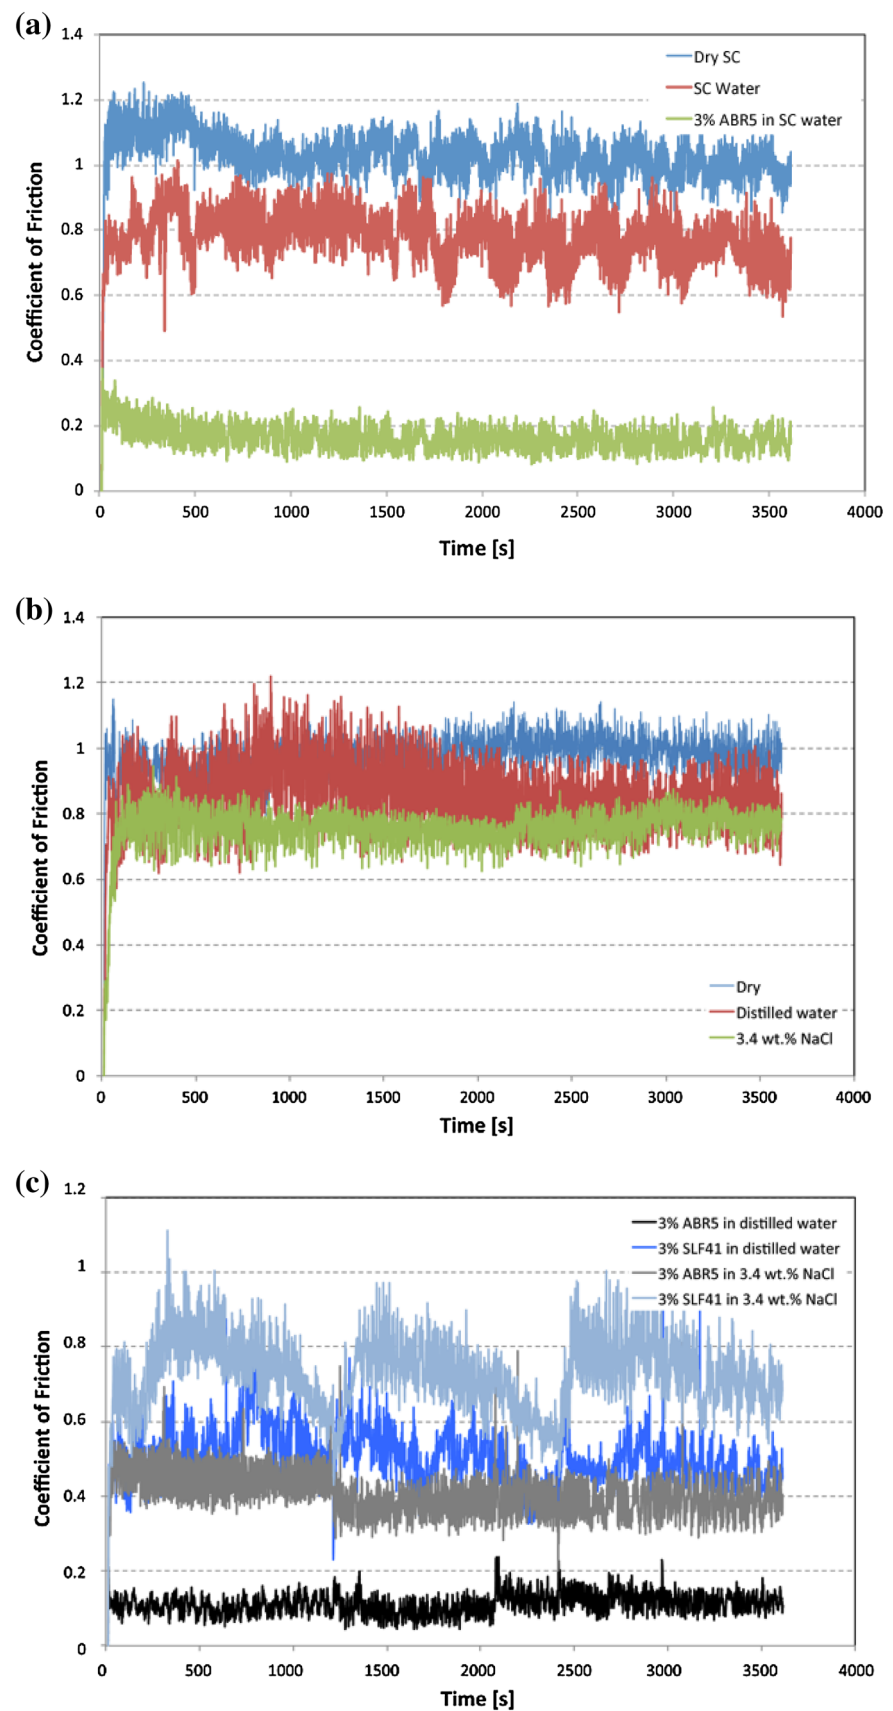 (a)
1.4
1.2
1
0.8
0.6
0.4
0.2
0
Coefficient of Friction
Dry SC
SC Water
3% ABR5 in SC water
0 500 1000 1500 2000 2500 3000 3500 4000
Time [s]
(b)
1.4
1.2
1
0.8
0.6
0.4
0.2
0
Coefficient of Friction
Dry
Distilled water
3.4 wt.% NaCl
0 500 1000 1500 2000 2500 3000 3500 4000
Time [s]
(c)
1.2
1
0.8
0.6
0.4
0.2
0
Coefficient of Friction
3% ABR5 in distilled water
3% SLF41 in distilled water
3% ABR5 in 3.4 wt.% NaCl
3% SLF41 in 3.4 wt.% NaCl
0 500 1000 1500 2000 2500 3000 3500 4000
Time [s]